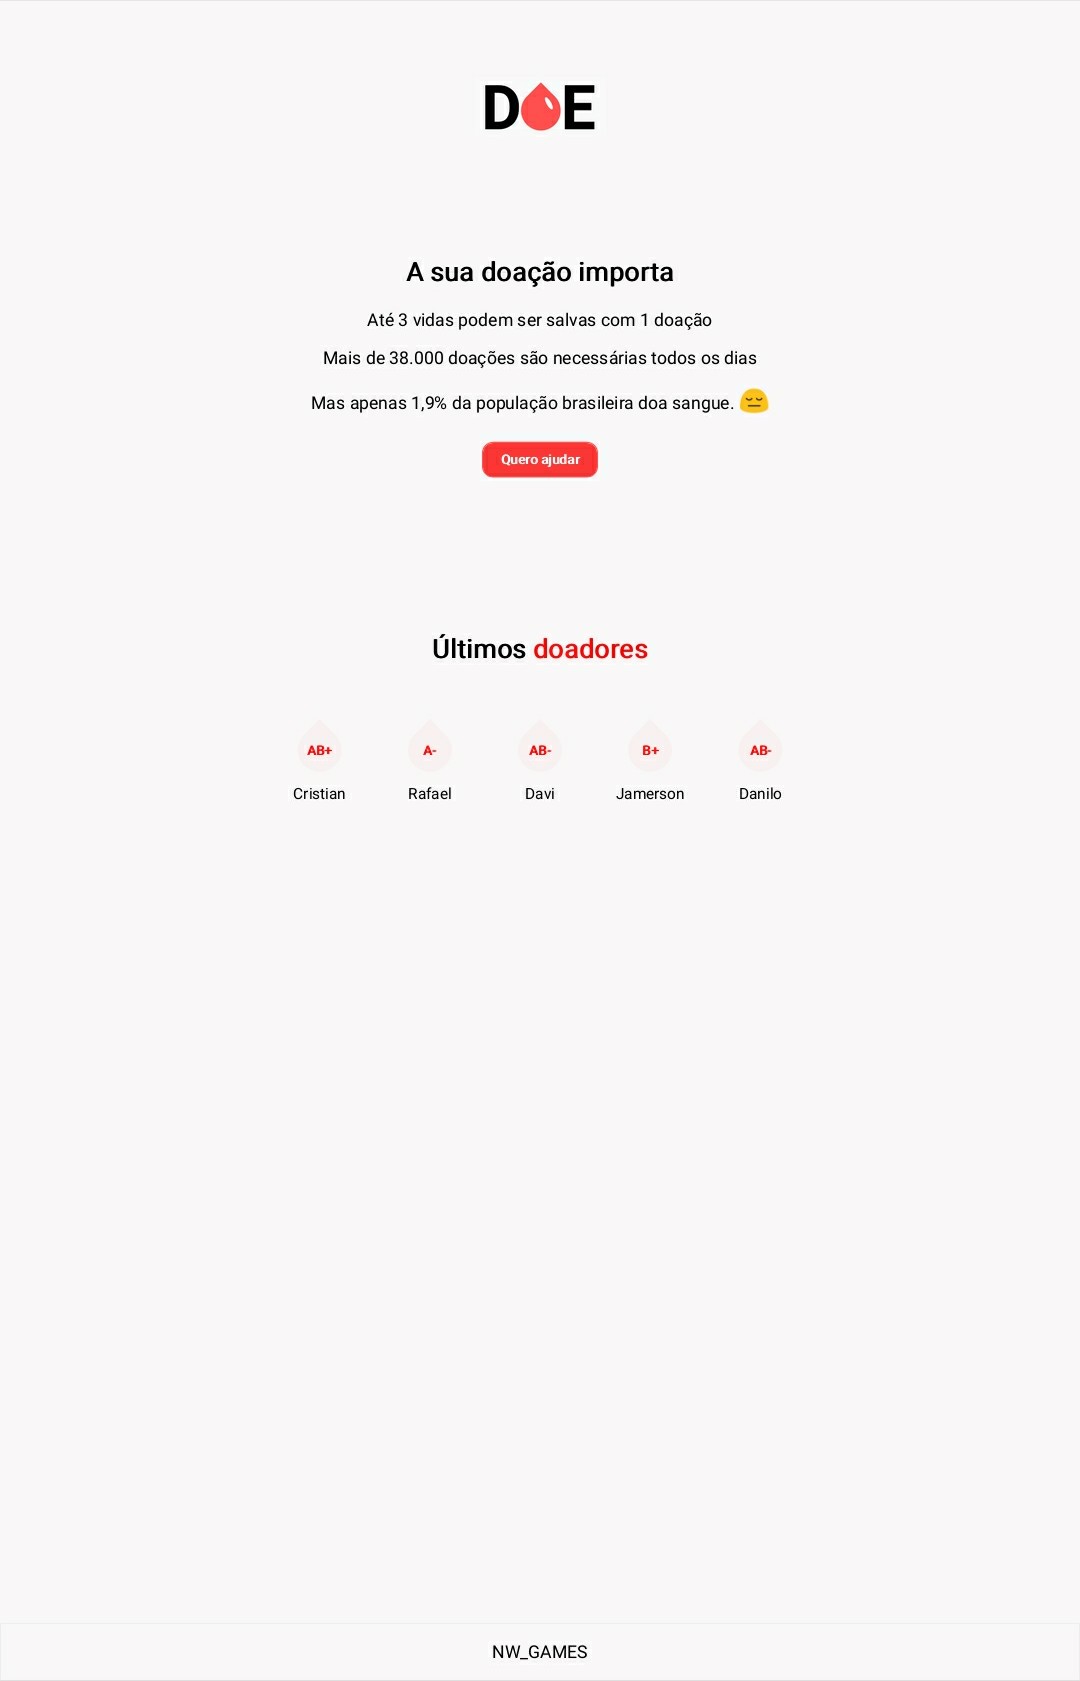 DOE
A sua doação importa
Até 3 vidas podem ser salvas com 1 doação
Mais de 38.000 doações são necessárias todos os dias
Mas apenas 1,9% da população brasileira doa sangue. 😔
Quero ajudar
Últimos doadores
AB+ A- AB- B+ AB-
Cristian Rafael Davi Jamerson Danilo
NW_GAMES